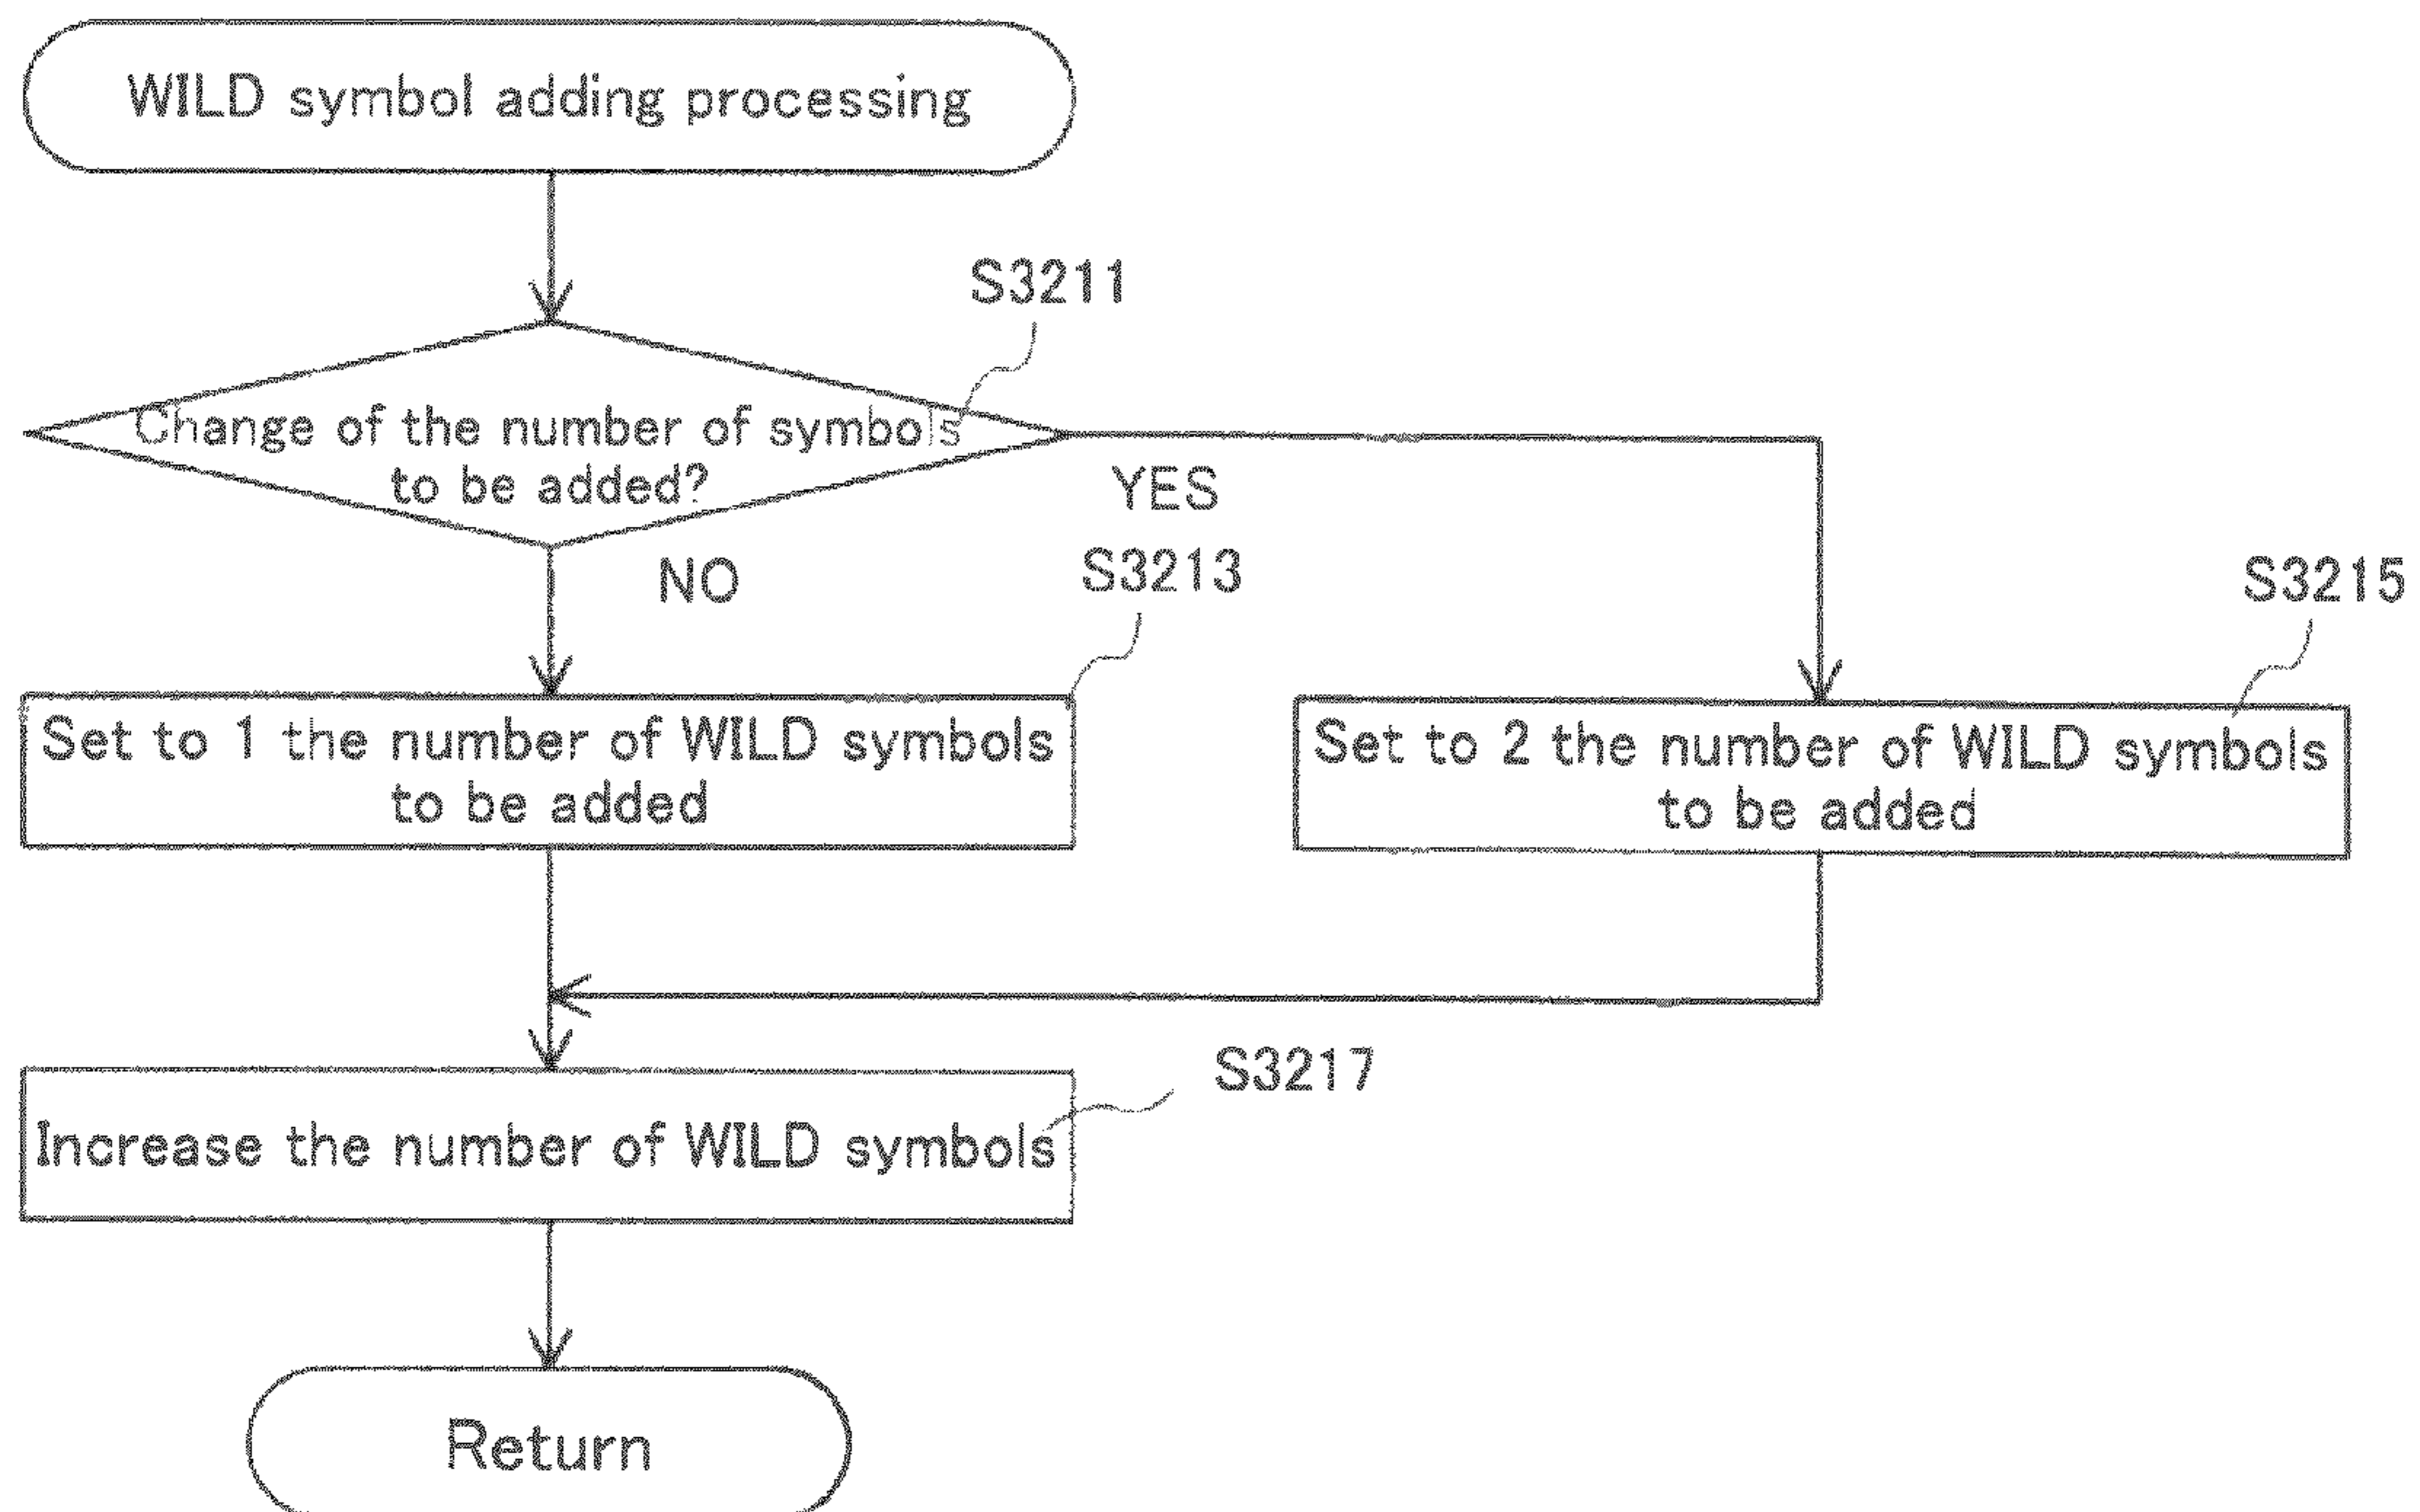 WILD symbol adding processing
S3211
Change of the number of symbols
to be added?
YES
NO
S3213
S3215
Set to 1 the number of WILD symbols
to be added
Set to 2 the number of WILD symbols
to be added
S3217
Increase the number of WILD symbols
Return